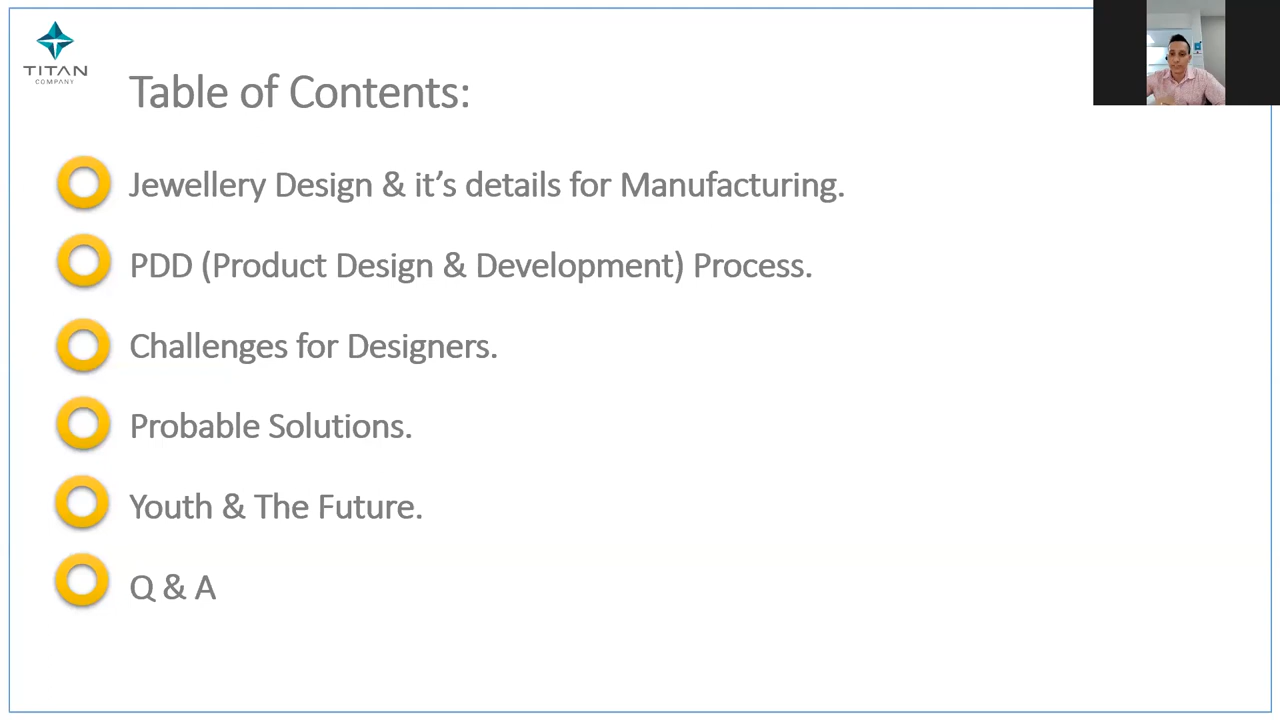 TITAN
COMPANY
Table of Contents:
Jewellery Design & it’s details for Manufacturing.
PDD (Product Design & Development) Process.
Challenges for Designers.
Probable Solutions.
Youth & The Future.
Q & A